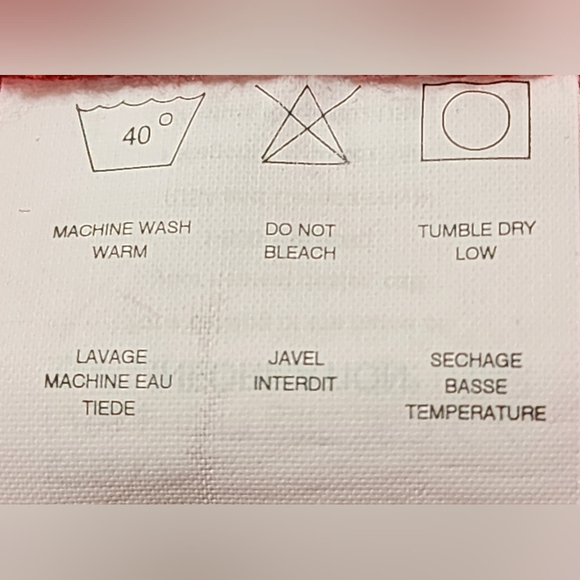 40°
MACHINE WASH
WARM
DO NOT
BLEACH
TUMBLE DRY
LOW
LAVAGE
MACHINE EAU
TIEDE
JAVEL
INTERDIT
SECHAGE
BASSE
TEMPERATURE